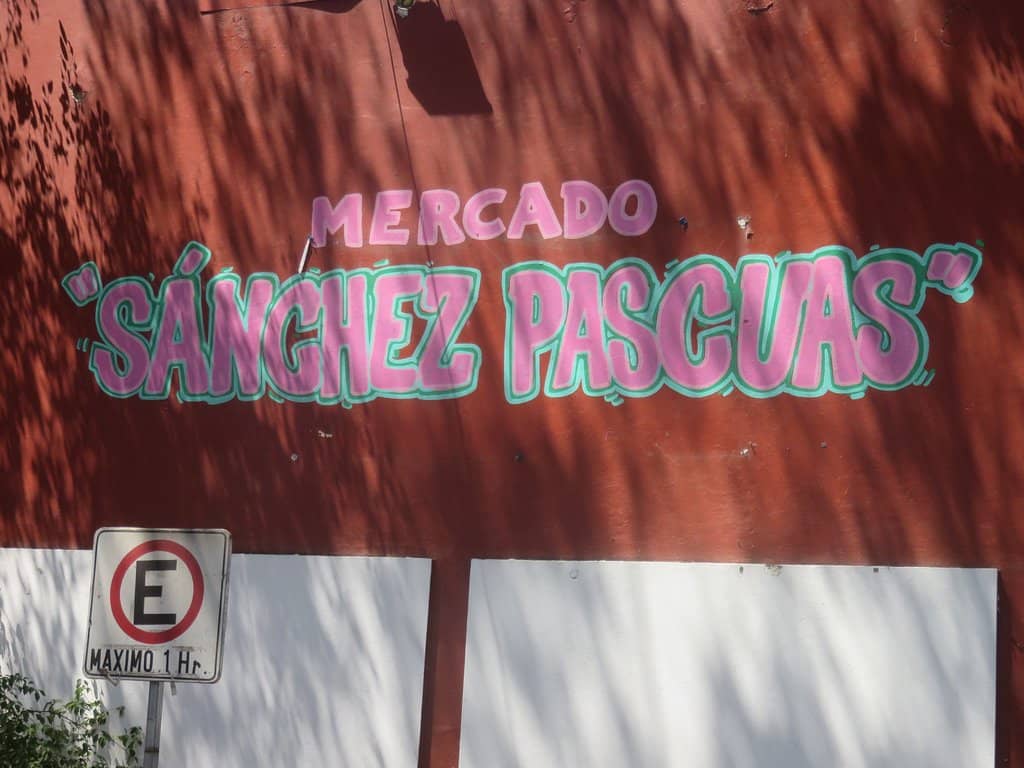 MERCADO
"SÁNCHEZ PASCUAS"
E
MAXIMO 1 Hr.